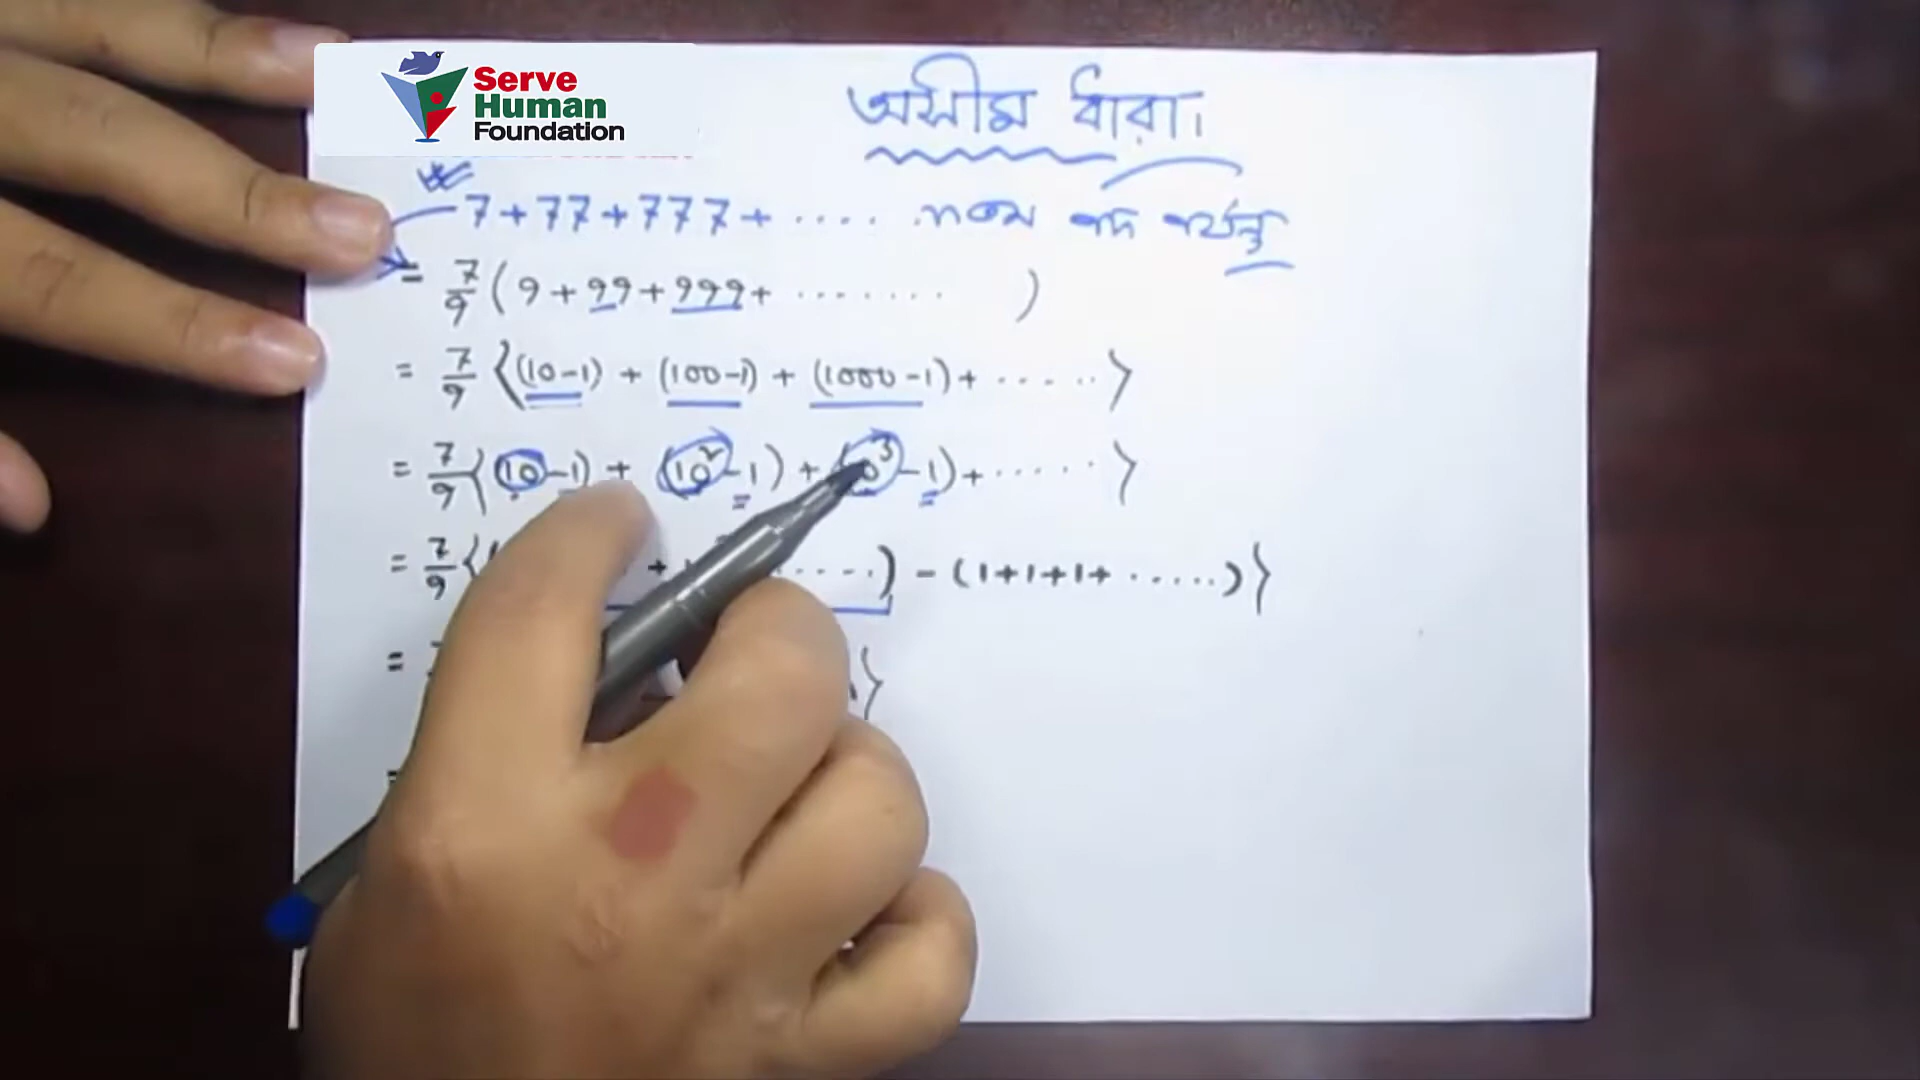 Serve
Human
Foundation
অসীম ধারা।
7+77+777+ ..... nতম পদ পর্যন্ত
= 7/9 (9+99+999+ ........ )
= 7/9 {(10-1) + (100-1) + (1000-1)+ ......}
= 7/9 {(10-1) + (10²-1) + (10³-1)+ ......}
= 7/9 { + ......) - (1+1+1+ ......)}
= }
=